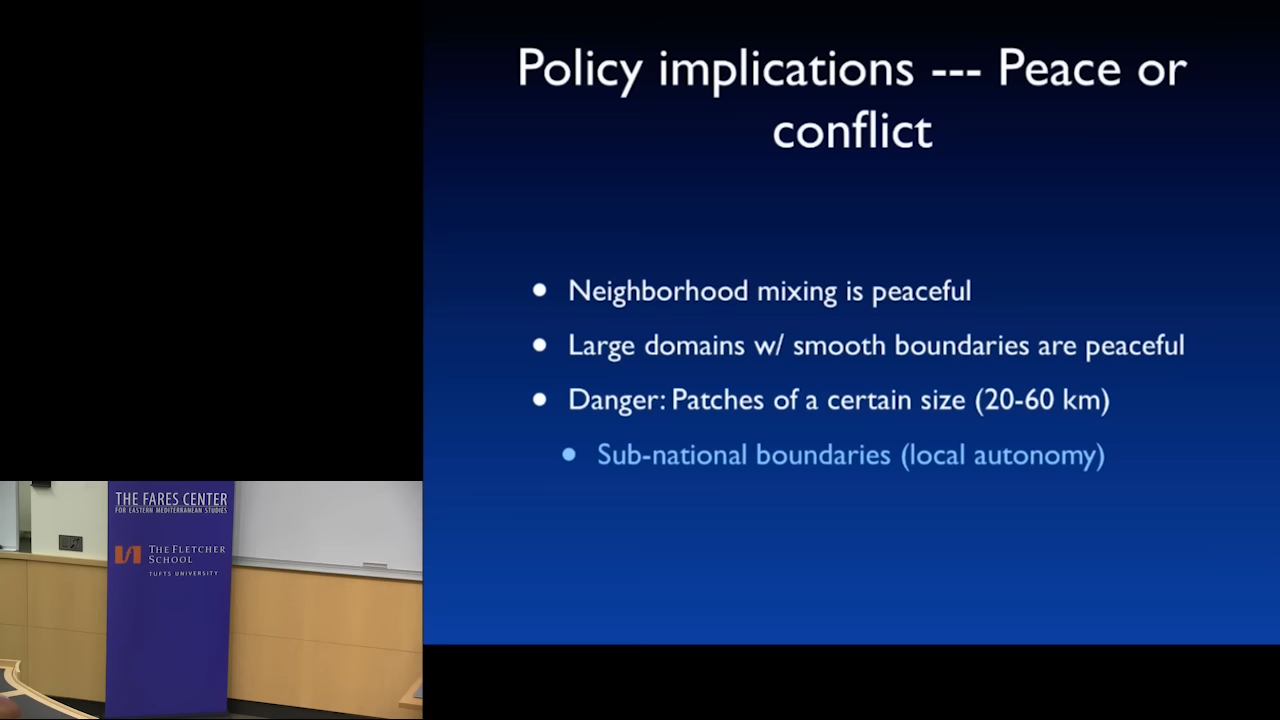 Policy implications --- Peace or
conflict
• Neighborhood mixing is peaceful
• Large domains w/ smooth boundaries are peaceful
• Danger: Patches of a certain size (20-60 km)
• Sub-national boundaries (local autonomy)
THE FARES CENTER
FOR EASTERN MEDITERRANEAN STUDIES
THE FLETCHER
SCHOOL
TUFTS UNIVERSITY